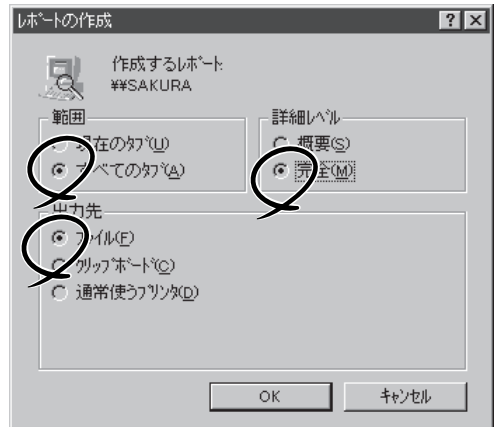 レポートの作成
作成するレポート:
¥¥SAKURA
範囲
現在のタブ(U)
すべてのタブ(A)
詳細レベル
概要(S)
完全(M)
出力先
ファイル(F)
クリップボード(C)
通常使うプリンタ(D)
OK
キャンセル